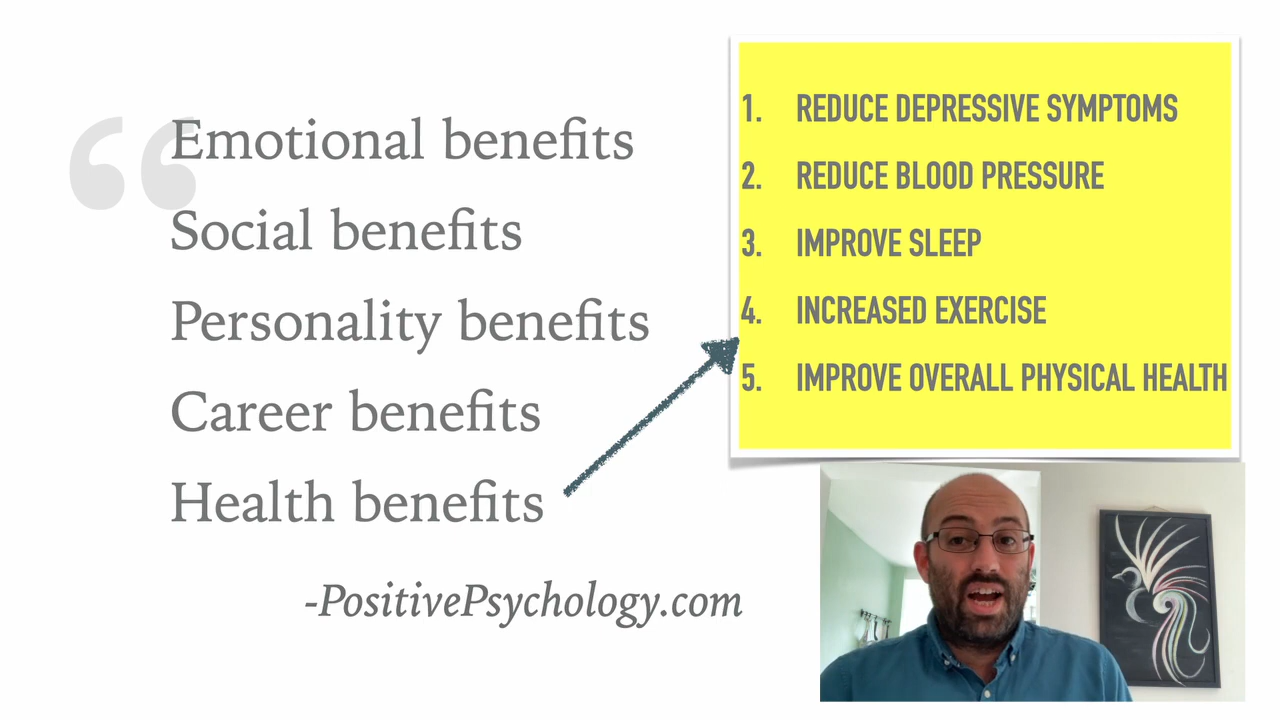 “
Emotional benefits
Social benefits
Personality benefits
Career benefits
Health benefits
-PositivePsychology.com
1. REDUCE DEPRESSIVE SYMPTOMS
2. REDUCE BLOOD PRESSURE
3. IMPROVE SLEEP
4. INCREASED EXERCISE
5. IMPROVE OVERALL PHYSICAL HEALTH